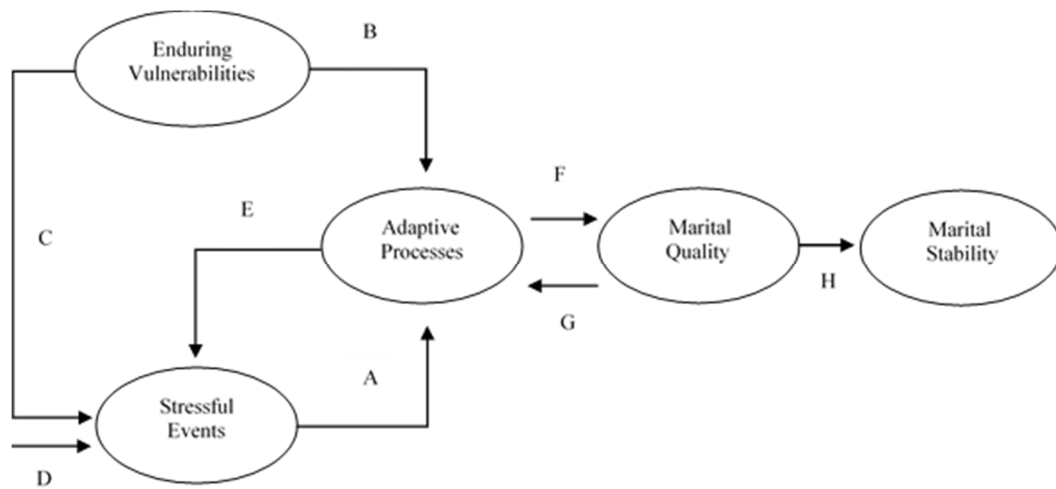 B
Enduring
Vulnerabilities
F
E
Adaptive
Processes
Marital
Quality
Marital
Stability
C
H
G
A
Stressful
Events
D